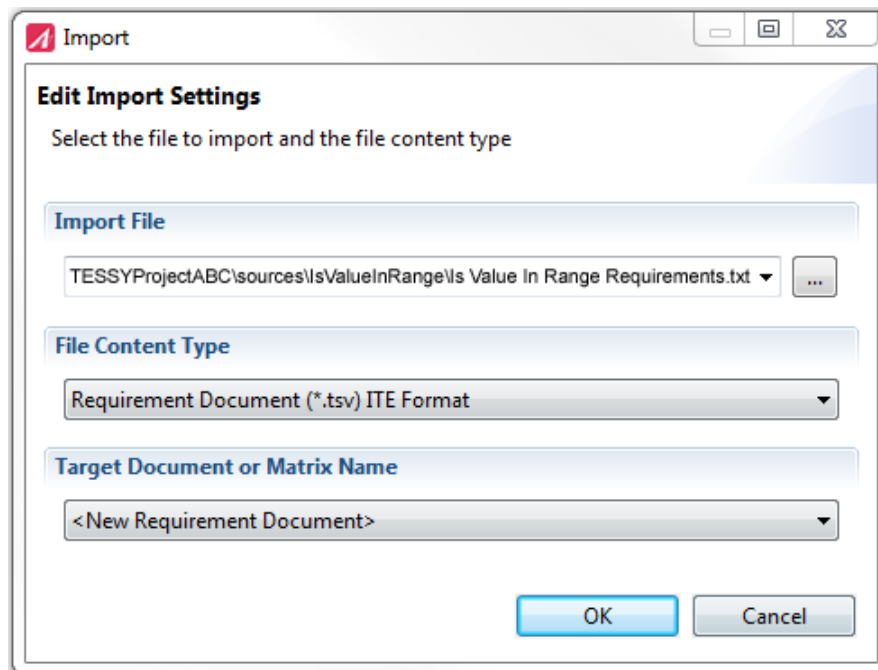 Import
Edit Import Settings
Select the file to import and the file content type
Import File
TESSYProjectABC\sources\IsValueInRange\Is Value In Range Requirements.txt
...
File Content Type
Requirement Document (*.tsv) ITE Format
Target Document or Matrix Name
<New Requirement Document>
OK Cancel